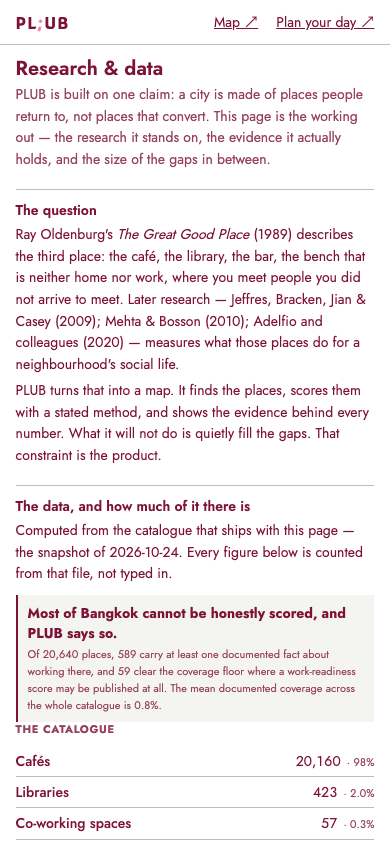 PL:UB
Map ↗ Plan your day ↗
Research & data
PLUB is built on one claim: a city is made of places people
return to, not places that convert. This page is the working
out — the research it stands on, the evidence it actually
holds, and the size of the gaps in between.
The question
Ray Oldenburg's The Great Good Place (1989) describes
the third place: the café, the library, the bar, the bench that
is neither home nor work, where you meet people you did
not arrive to meet. Later research — Jeffres, Bracken, Jian &
Casey (2009); Mehta & Bosson (2010); Adelfio and
colleagues (2020) — measures what those places do for a
neighbourhood's social life.
PLUB turns that into a map. It finds the places, scores them
with a stated method, and shows the evidence behind every
number. What it will not do is quietly fill the gaps. That
constraint is the product.
The data, and how much of it there is
Computed from the catalogue that ships with this page —
the snapshot of 2026-10-24. Every figure below is counted
from that file, not typed in.
Most of Bangkok cannot be honestly scored, and
PLUB says so.
Of 20,640 places, 589 carry at least one documented fact about
working there, and 59 clear the coverage floor where a work-readiness
score may be published at all. The mean documented coverage across
the whole catalogue is 0.8%.
THE CATALOGUE
Cafés 20,160 · 98%
Libraries 423 · 2.0%
Co-working spaces 57 · 0.3%